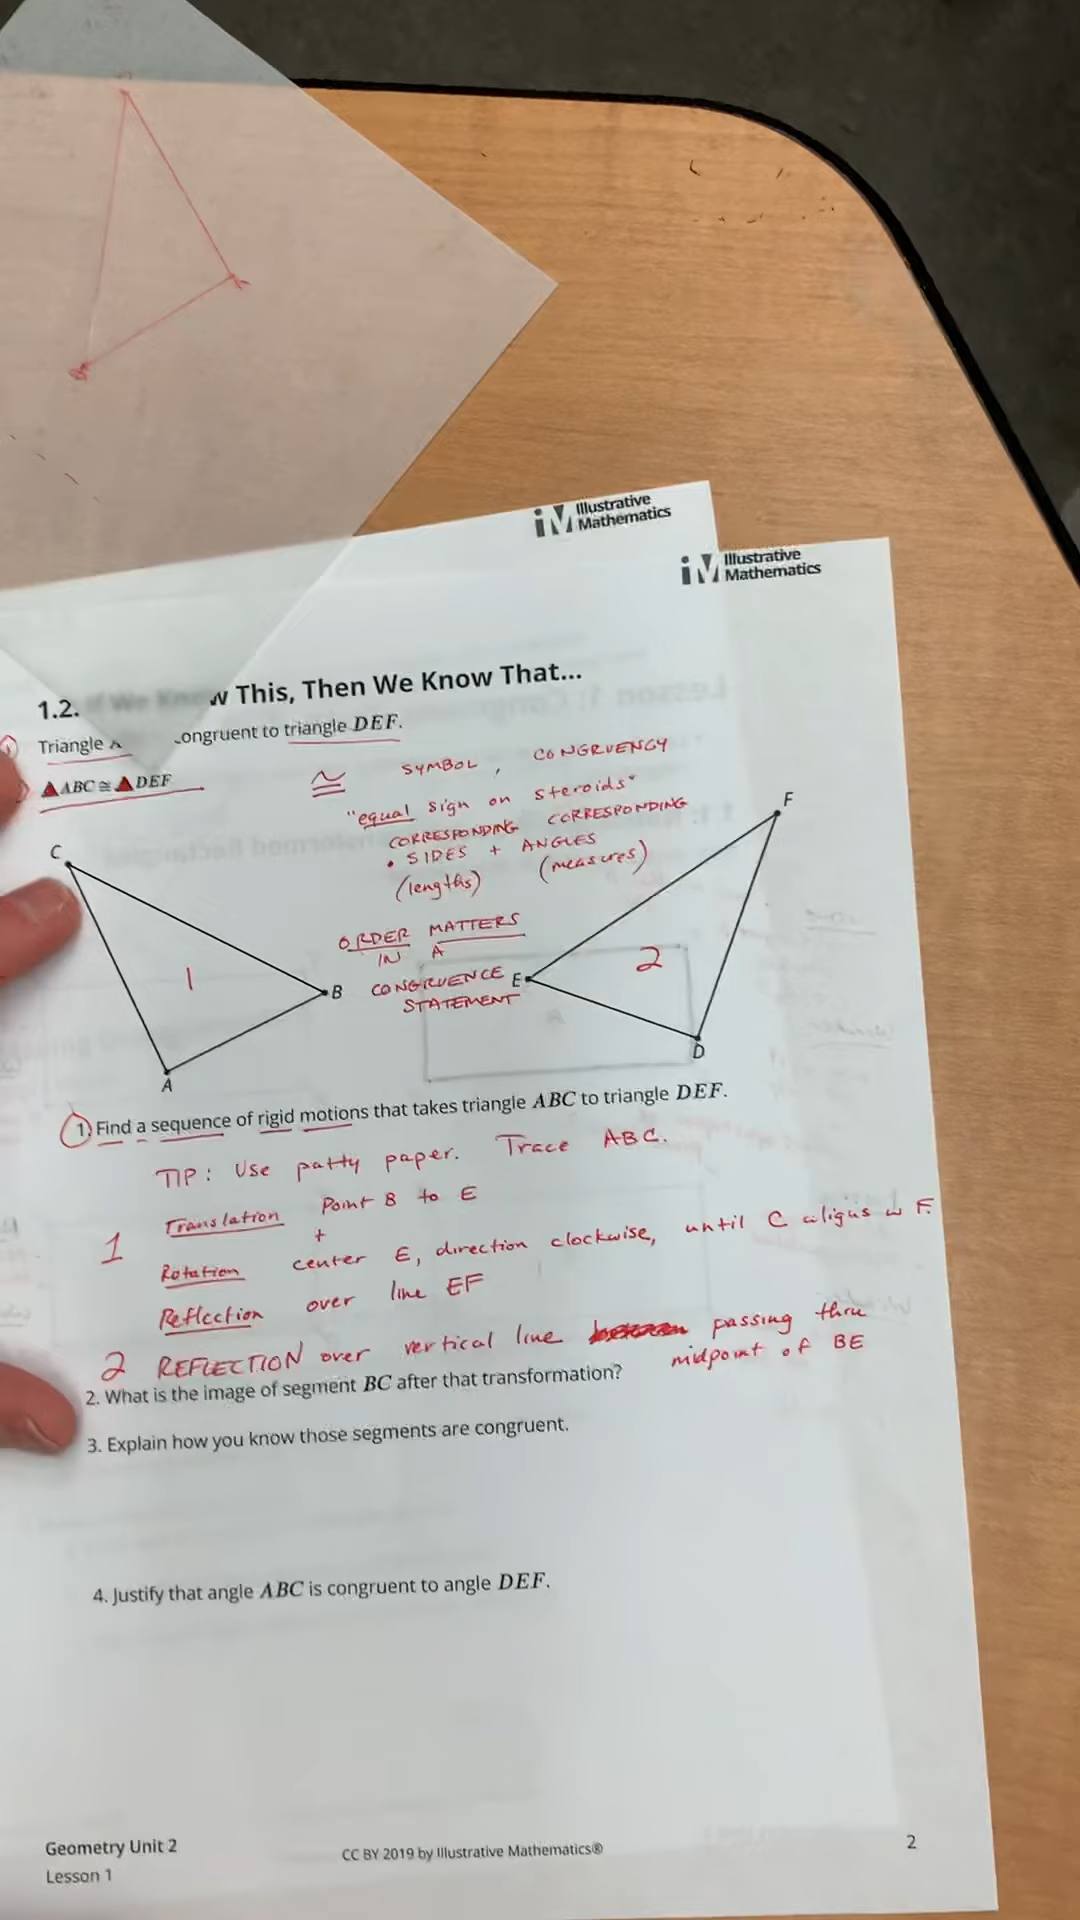 Illustrative
Mathematics
Illustrative
Mathematics
1.2. w This, Then We Know That...
Triangle ongruent to triangle DEF.
▲ABC ≅ ▲DEF
≅ SYMBOL, CONGRUENCY
"equal sign on steroids"
CORRESPONDING CORRESPONDING
• SIDES + ANGLES
(lengths) (measures)
C
F
ORDER MATTERS
IN A
CONGRUENCE
STATEMENT
1
B
E
2
A
D
1. Find a sequence of rigid motions that takes triangle ABC to triangle DEF.
TIP: Use patty paper. Trace ABC.
1 Translation Point B to E
+
Rotation center E, direction clockwise, until C aligns w F.
Reflection over line EF
2 REFLECTION over vertical line passing thru
midpoint of BE
2. What is the image of segment BC after that transformation?
3. Explain how you know those segments are congruent.
4. Justify that angle ABC is congruent to angle DEF.
Geometry Unit 2
Lesson 1
CC BY 2019 by Illustrative Mathematics®
2